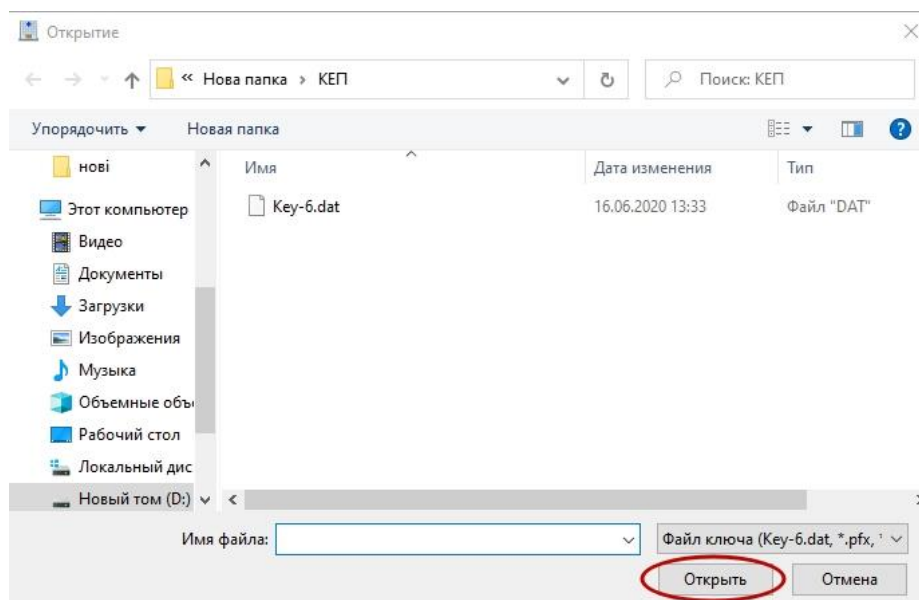 Открытие
« Нова папка › КЕП
Поиск: КЕП
Упорядочить
Новая папка
нові
Имя
Дата изменения
Тип
Этот компьютер
Key-6.dat
16.06.2020 13:33
Файл "DAT"
Видео
Документы
Загрузки
Изображения
Музыка
Объемные объ
Рабочий стол
Локальный дис
Новый том (D:)
Имя файла:
Файл ключа (Key-6.dat, *.pfx,
Открыть
Отмена